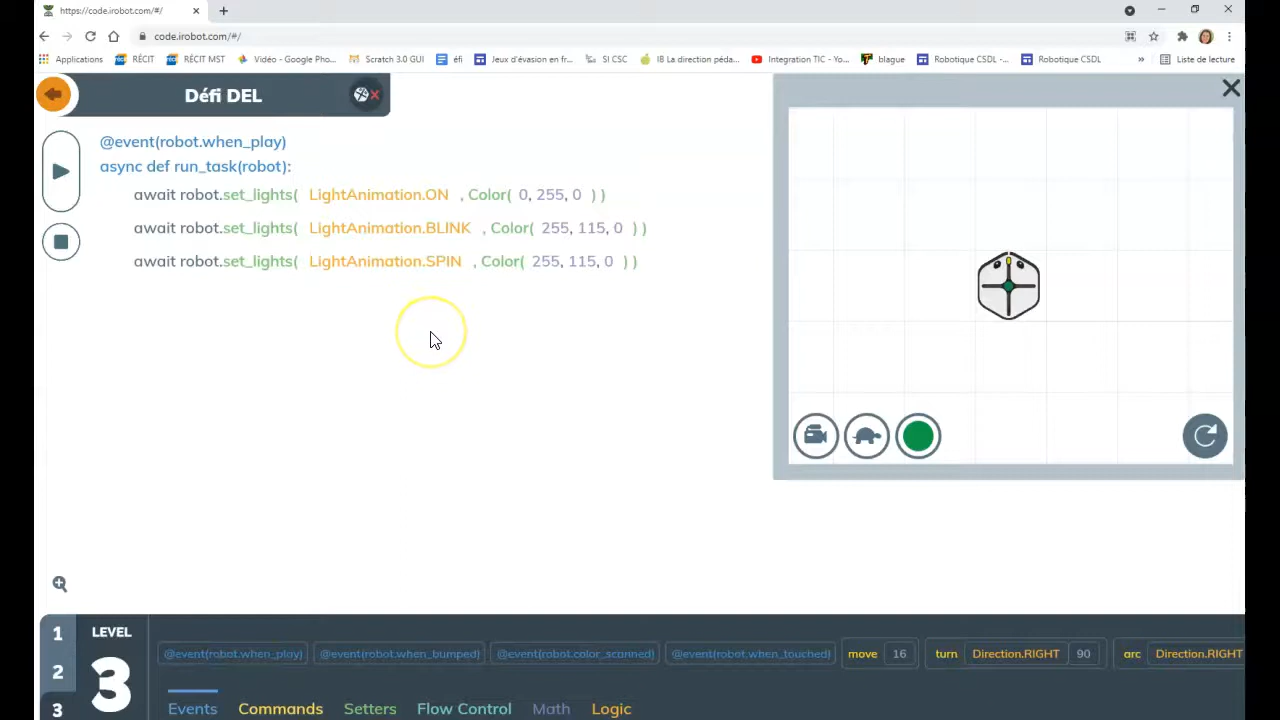 https://code.irobot.com/#/
code.irobot.com/#/
Applications RÉCIT RÉCIT MST Vidéo - Google Pho... Scratch 3.0 GUI éfi Jeux d'évasion en fr... SI CSC I8 La direction péda... Integration TIC - Yo... blague Robotique CSDL -... Robotique CSDL » Liste de lecture
Défi DEL
@event(robot.when_play)
async def run_task(robot):
await robot.set_lights( LightAnimation.ON , Color( 0, 255, 0 ) )
await robot.set_lights( LightAnimation.BLINK , Color( 255, 115, 0 ) )
await robot.set_lights( LightAnimation.SPIN , Color( 255, 115, 0 ) )
1 LEVEL
2 3
3
@event(robot.when_play) @event(robot.when_bumped) @event(robot.color_scanned) @event(robot.when_touched) move 16 turn Direction.RIGHT 90 arc Direction.RIGHT
Events Commands Setters Flow Control Math Logic